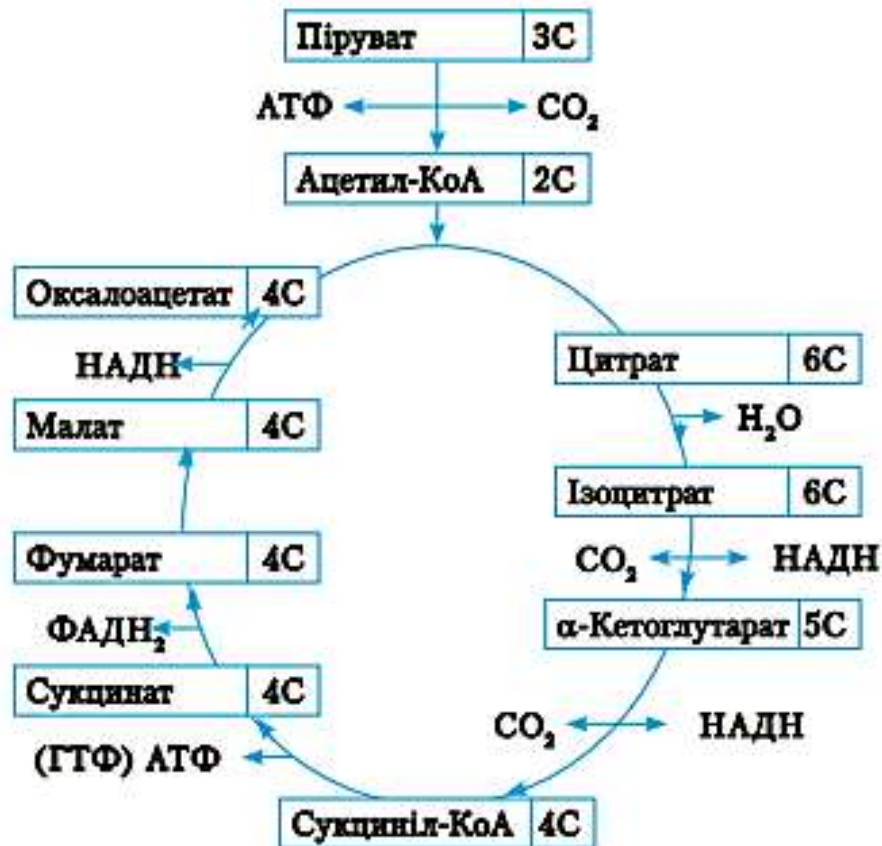 Піруват 3С
АТФ CO₂
Ацетил-КоА 2С
Оксалоацетат 4С
НАДН
Цитрат 6С
H₂O
Малат 4С
Ізоцитрат 6С
CO₂ НАДН
Фумарат 4С
α-Кетоглутарат 5С
ФАДН₂
Сукцинат 4С
CO₂ НАДН
(ГТФ) АТФ
Сукциніл-КоА 4С